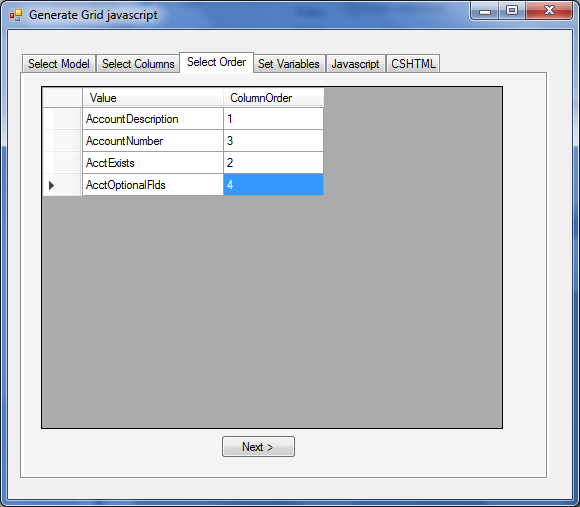 Generate Grid javascript
Select Model Select Columns Select Order Set Variables Javascript CSHTML
Value ColumnOrder
AccountDescription 1
AccountNumber 3
AcctExists 2
AcctOptionalFlds 4
Next >